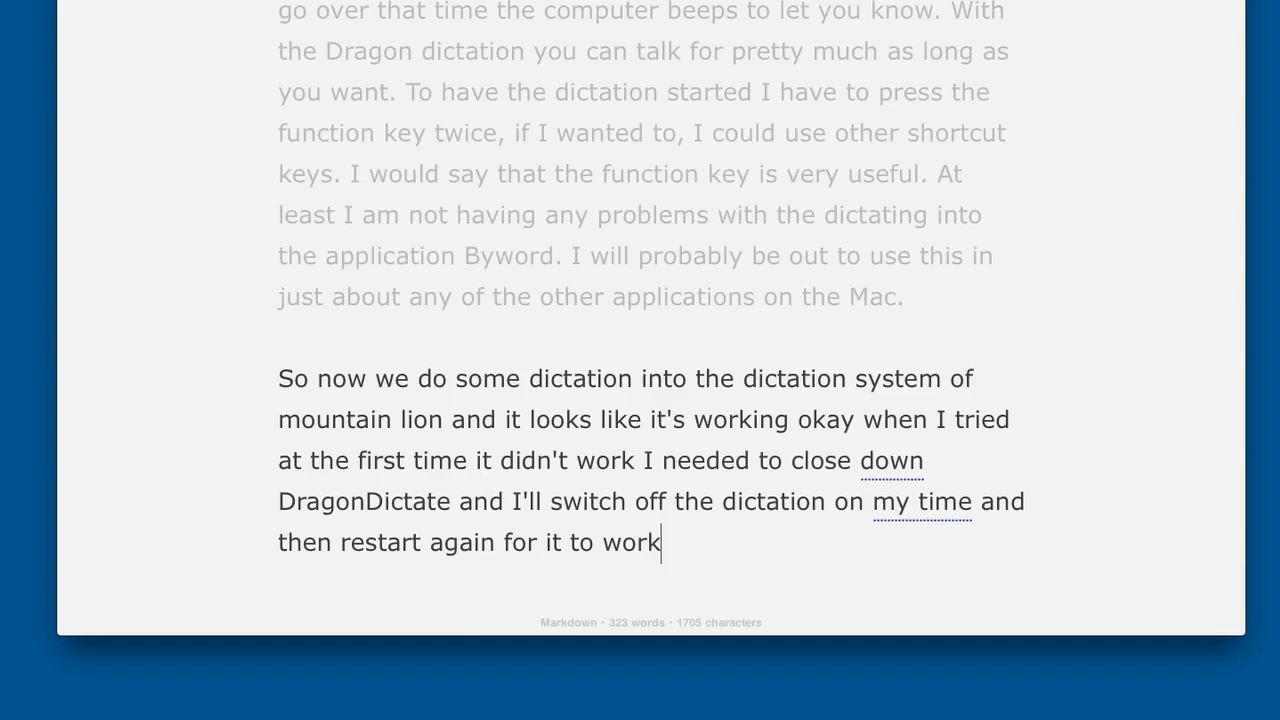 go over that time the computer beeps to let you know. With
the Dragon dictation you can talk for pretty much as long as
you want. To have the dictation started I have to press the
function key twice, if I wanted to, I could use other shortcut
keys. I would say that the function key is very useful. At
least I am not having any problems with the dictating into
the application Byword. I will probably be out to use this in
just about any of the other applications on the Mac.
So now we do some dictation into the dictation system of
mountain lion and it looks like it's working okay when I tried
at the first time it didn't work I needed to close down
DragonDictate and I'll switch off the dictation on my time and
then restart again for it to work
Markdown • 323 words • 1705 characters